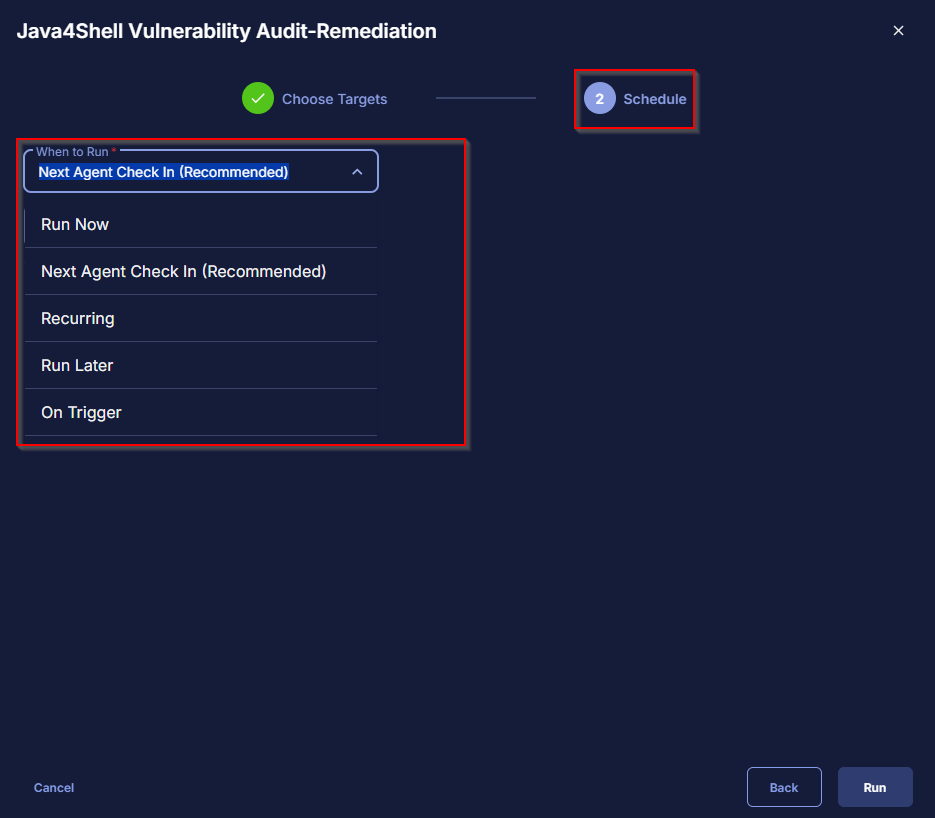 Java4Shell Vulnerability Audit-Remediation
Choose Targets
2 Schedule
When to Run *
Next Agent Check In (Recommended)
Run Now
Next Agent Check In (Recommended)
Recurring
Run Later
On Trigger
Cancel
Back
Run